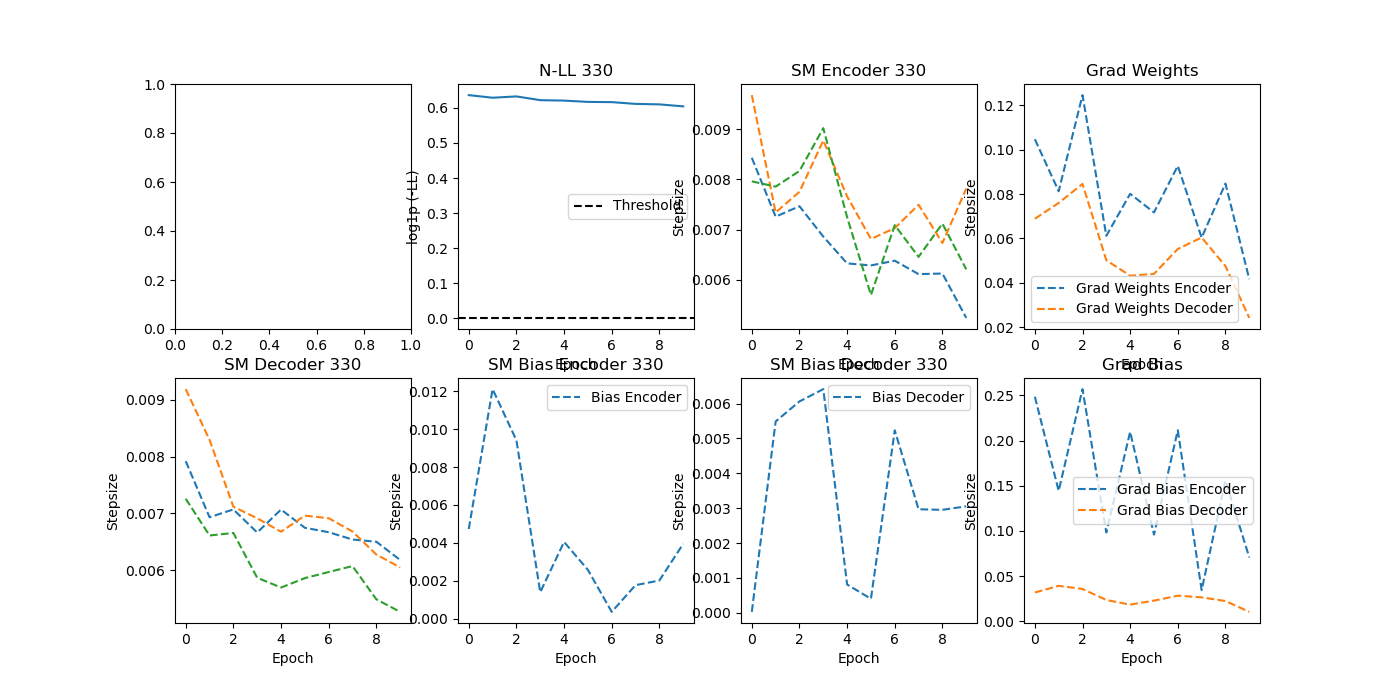 1.0
0.8
0.6
0.4
0.2
0.0
0.0 0.2 0.4 0.6 0.8 1.0
N-LL 330
log1p (-LL)
0.6
0.5
0.4
0.3
0.2
0.1
0.0
Threshold
0 2 4 6 8
Epoch
SM Encoder 330
Stepsize
0.009
0.008
0.007
0.006
0 2 4 6 8
Epoch
Grad Weights
Stepsize
0.12
0.10
0.08
0.06
0.04
0.02
Grad Weights Encoder
Grad Weights Decoder
0 2 4 6 8
Epoch
SM Decoder 330
Stepsize
0.009
0.008
0.007
0.006
0 2 4 6 8
Epoch
SM Bias Encoder 330
Stepsize
0.012
0.010
0.008
0.006
0.004
0.002
0.000
Bias Encoder
0 2 4 6 8
Epoch
SM Bias Decoder 330
Stepsize
0.006
0.005
0.004
0.003
0.002
0.001
0.000
Bias Decoder
0 2 4 6 8
Epoch
Grad Bias
Stepsize
0.25
0.20
0.15
0.10
0.05
0.00
Grad Bias Encoder
Grad Bias Decoder
0 2 4 6 8
Epoch